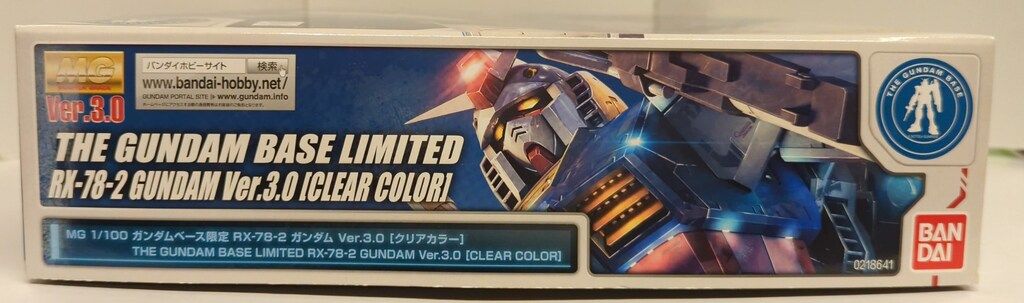 MG
Ver.3.0
バンダイホビーサイト 検索
www.bandai-hobby.net/
GUNDAM PORTAL SITE www.gundam.info
THE GUNDAM BASE LIMITED
RX-78-2 GUNDAM Ver.3.0 [CLEAR COLOR]
MG 1/100 ガンダムベース限定 RX-78-2 ガンダム Ver.3.0 [クリアカラー]
THE GUNDAM BASE LIMITED RX-78-2 GUNDAM Ver.3.0 [CLEAR COLOR]
THE GUNDAM BASE
BAN
DAI
0218641